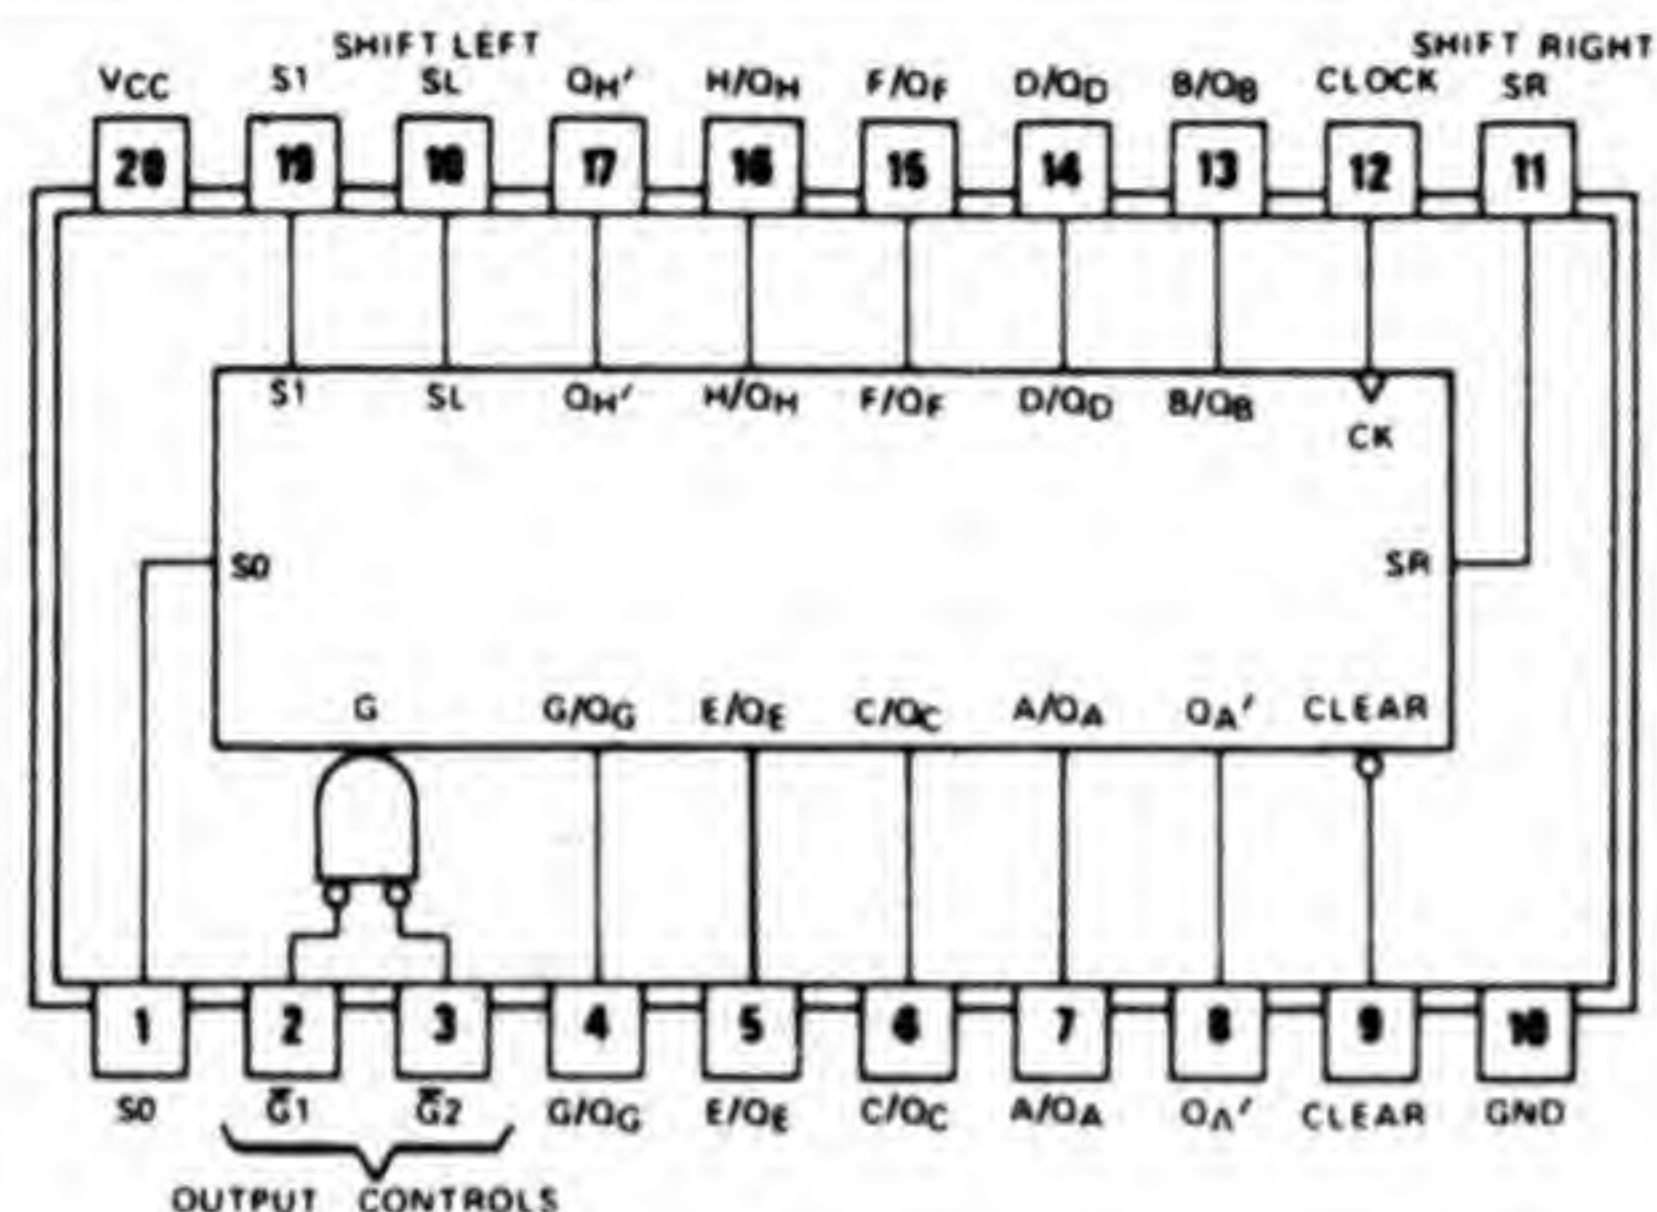 SHIFT LEFT SHIFT RIGHT
VCC S1 SL QH′ H/QH F/QF D/QD B/QB CLOCK SR
20 19 18 17 16 15 14 13 12 11
S1 SL QH′ H/QH F/QF D/QD B/QB
CK
S0 SR
G G/QG E/QE C/QC A/QA QA′ CLEAR
1 2 3 4 5 6 7 8 9 10
S0 G̅1 G̅2 G/QG E/QE C/QC A/QA QA′ CLEAR GND
OUTPUT CONTROLS